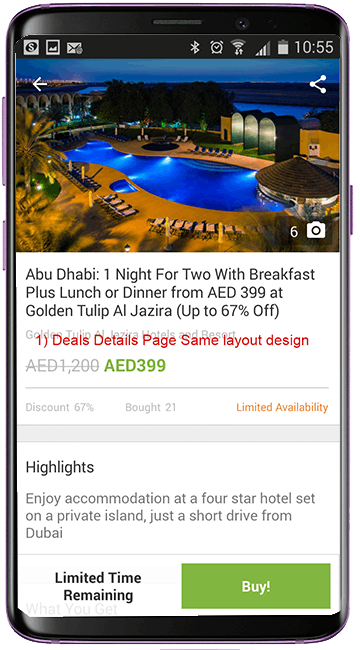 10:55
6
Abu Dhabi: 1 Night For Two With Breakfast
Plus Lunch or Dinner from AED 399 at
Golden Tulip Al Jazira (Up to 67% Off)
Golden Tulip Al Jazira Hotels and Resort
1) Deals Details Page Same layout design
AED1,200 AED399
Discount 67% Bought 21 Limited Availability
Highlights
Enjoy accommodation at a four star hotel set
on a private island, just a short drive from
Dubai
Limited Time
Remaining
Buy!
What You Get